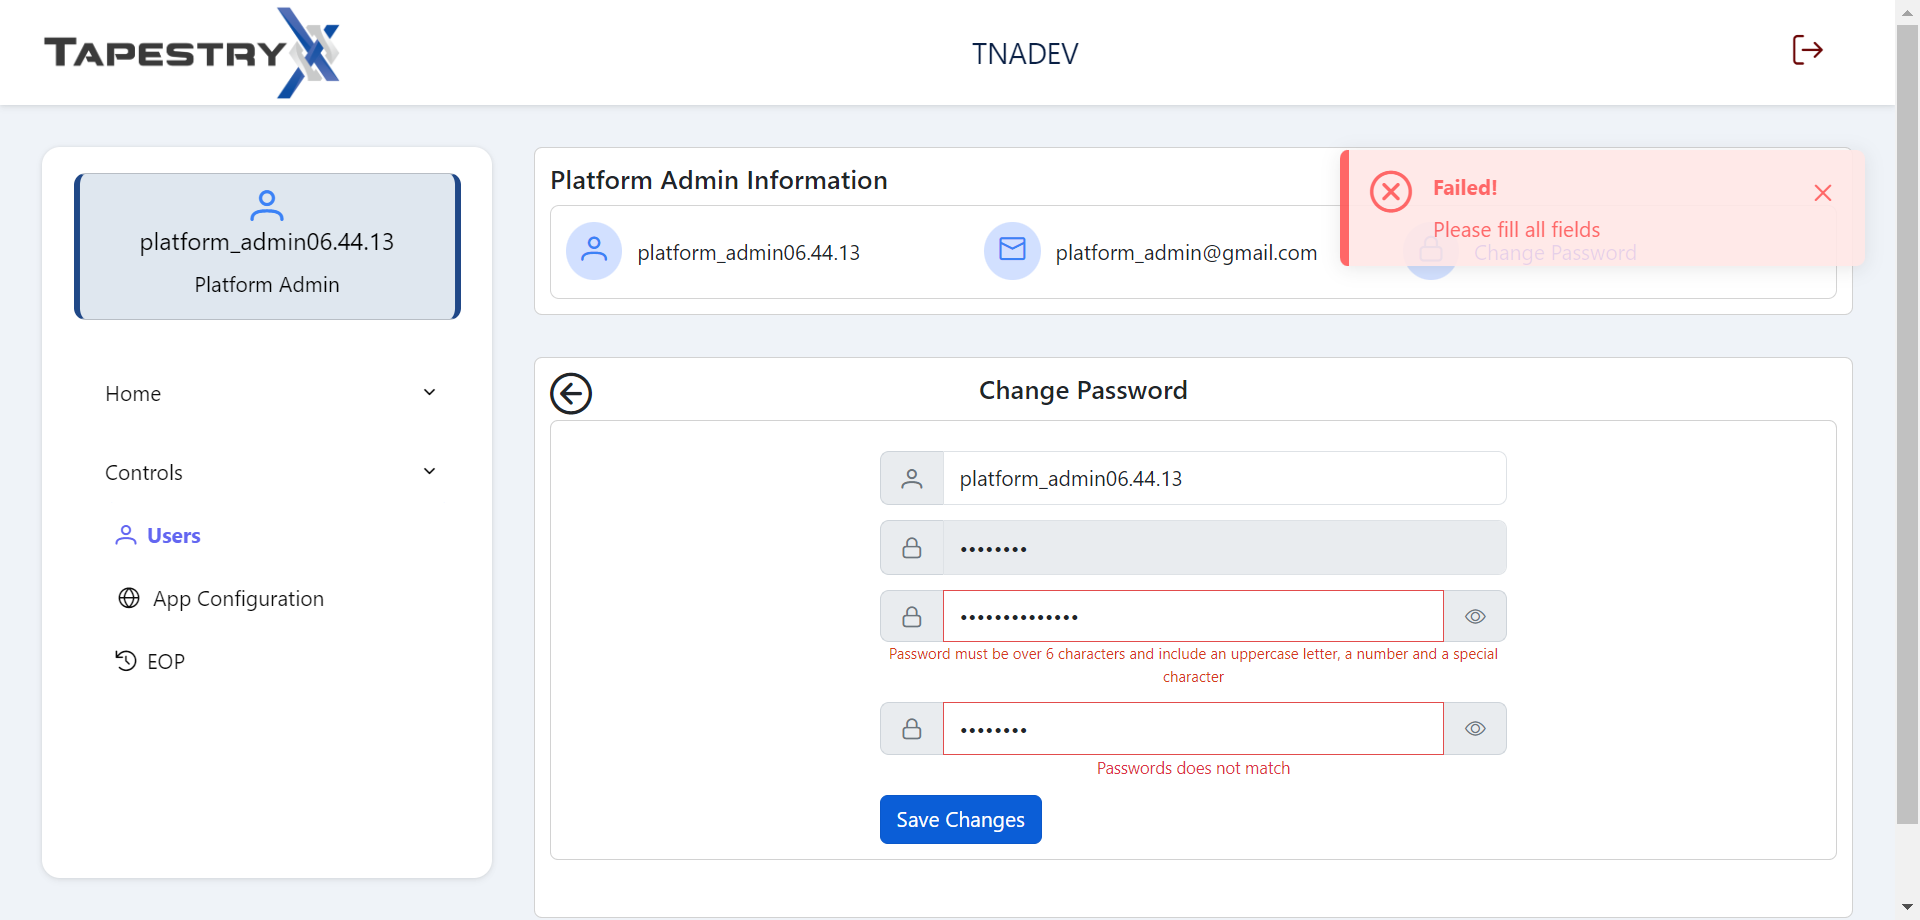 TAPESTRYX
TNADEV
platform_admin06.44.13
Platform Admin
Home
Controls
Users
App Configuration
EOP
Platform Admin Information
platform_admin06.44.13
platform_admin@gmail.com
Change Password
Failed!
Please fill all fields
Change Password
platform_admin06.44.13
••••••••
••••••••••••••
Password must be over 6 characters and include an uppercase letter, a number and a special
character
••••••••
Passwords does not match
Save Changes